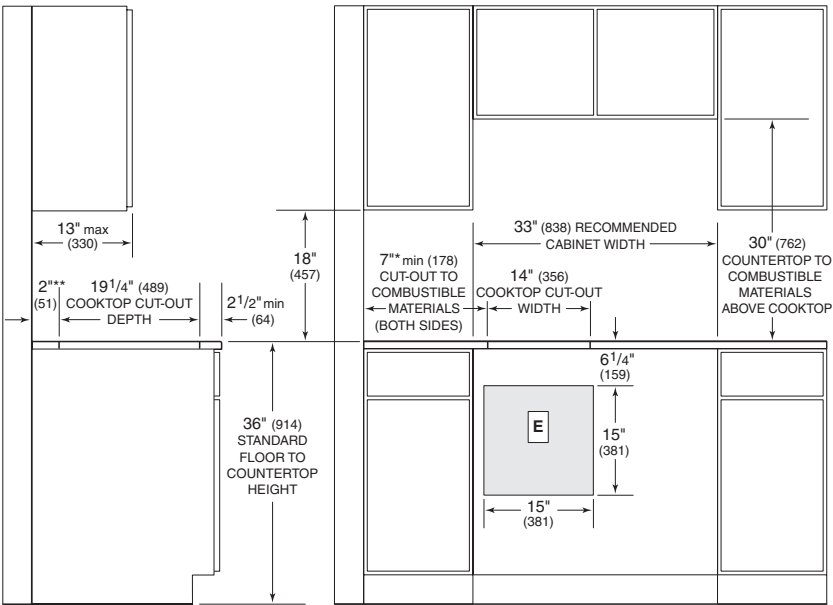 13" max
(330)
2"**
(51)
19 1/4" (489)
COOKTOP CUT-OUT
DEPTH
2 1/2" min
(64)
18"
(457)
36" (914)
STANDARD
FLOOR TO
COUNTERTOP
HEIGHT
7"* min (178)
CUT-OUT TO
COMBUSTIBLE
MATERIALS
(BOTH SIDES)
33" (838) RECOMMENDED
CABINET WIDTH
14" (356)
COOKTOP CUT-OUT
WIDTH
30" (762)
COUNTERTOP TO
COMBUSTIBLE
MATERIALS
ABOVE COOKTOP
6 1/4"
(159)
E
15"
(381)
15"
(381)